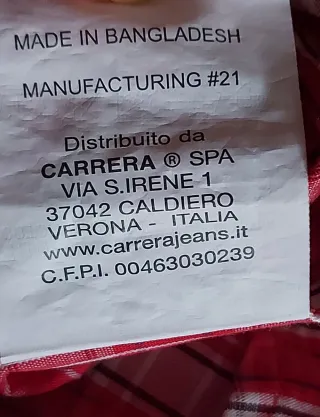 MADE IN BANGLADESH
MANUFACTURING #21
Distribuito da
CARRERA ® SPA
VIA S.IRENE 1
37042 CALDIERO
VERONA - ITALIA
www.carrerajeans.it
C.F.P.I. 00463030239